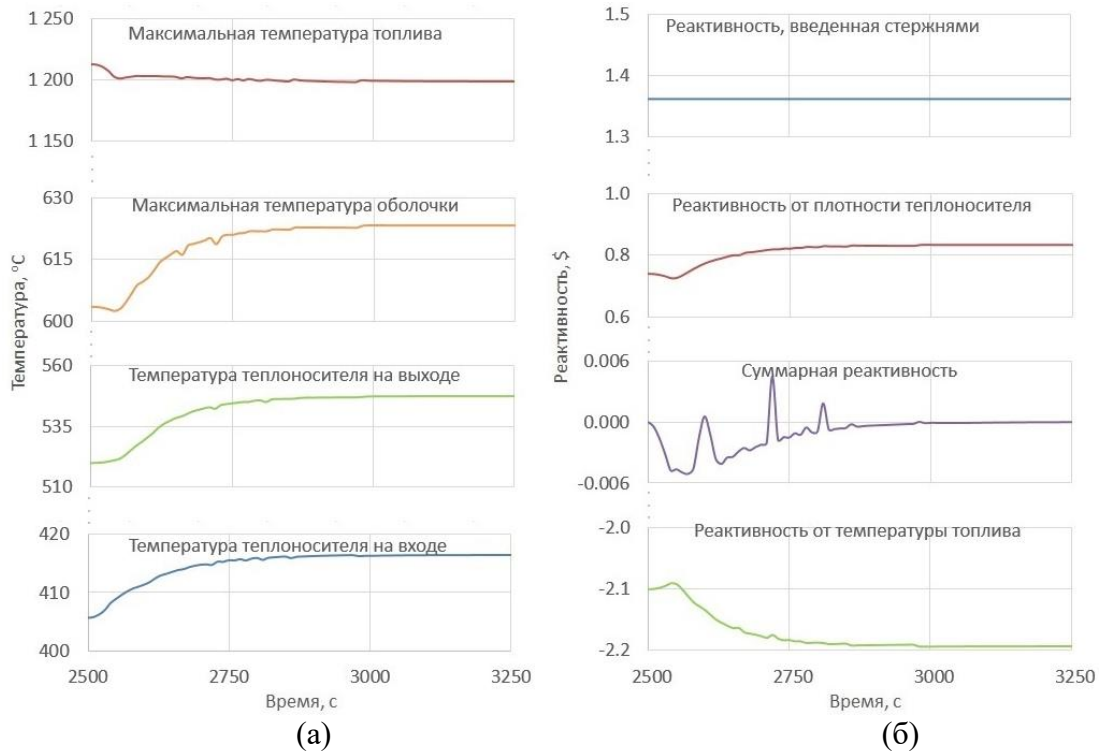 Температура, °C
1 250
Максимальная температура топлива
1 200
1 150
630
Максимальная температура оболочки
615
600
560
Температура теплоносителя на выходе
535
510
420
Температура теплоносителя на входе
410
400
2500 2750 3000 3250
Время, с
(а)
Реактивность, $
1.5
Реактивность, введенная стержнями
1.4
1.3
1.0
Реактивность от плотности теплоносителя
0.8
0.6
0.006
Суммарная реактивность
0.000
-0.006
-2.0
Реактивность от температуры топлива
-2.1
-2.2
2500 2750 3000 3250
Время, с
(б)